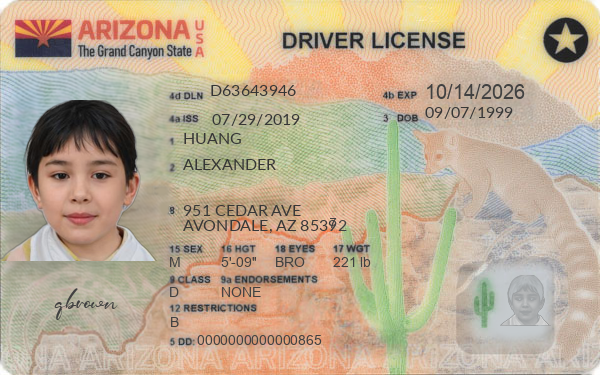 ARIZONA USA
The Grand Canyon State
DRIVER LICENSE
4d DLN D63643946
4b EXP 10/14/2026
4a ISS 07/29/2019
3 DOB 09/07/1999
1 HUANG
2 ALEXANDER
8 951 CEDAR AVE
AVONDALE, AZ
15 SEX 16 HGT 18 EYES 17 WGT
M 5'-09" BRO 221 lb
9 CLASS 9a ENDORSEMENTS
D NONE
12 RESTRICTIONS
B
qbrown
5 DD: 0000000000000865
ARIZONA ARIZONA ARIZONA ARIZONA